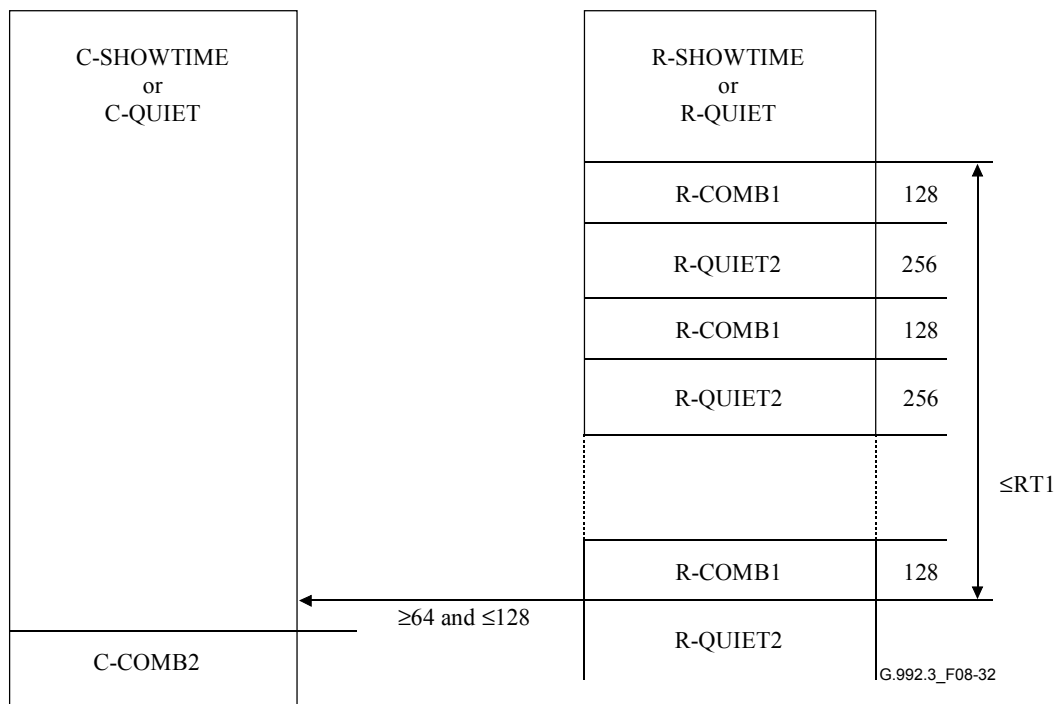 C-SHOWTIME
or
C-QUIET
R-SHOWTIME
or
R-QUIET
R-COMB1
128
R-QUIET2
256
R-COMB1
128
R-QUIET2
256
≤RT1
R-COMB1
128
≥64 and ≤128
R-QUIET2
C-COMB2
G.992.3_F08-32